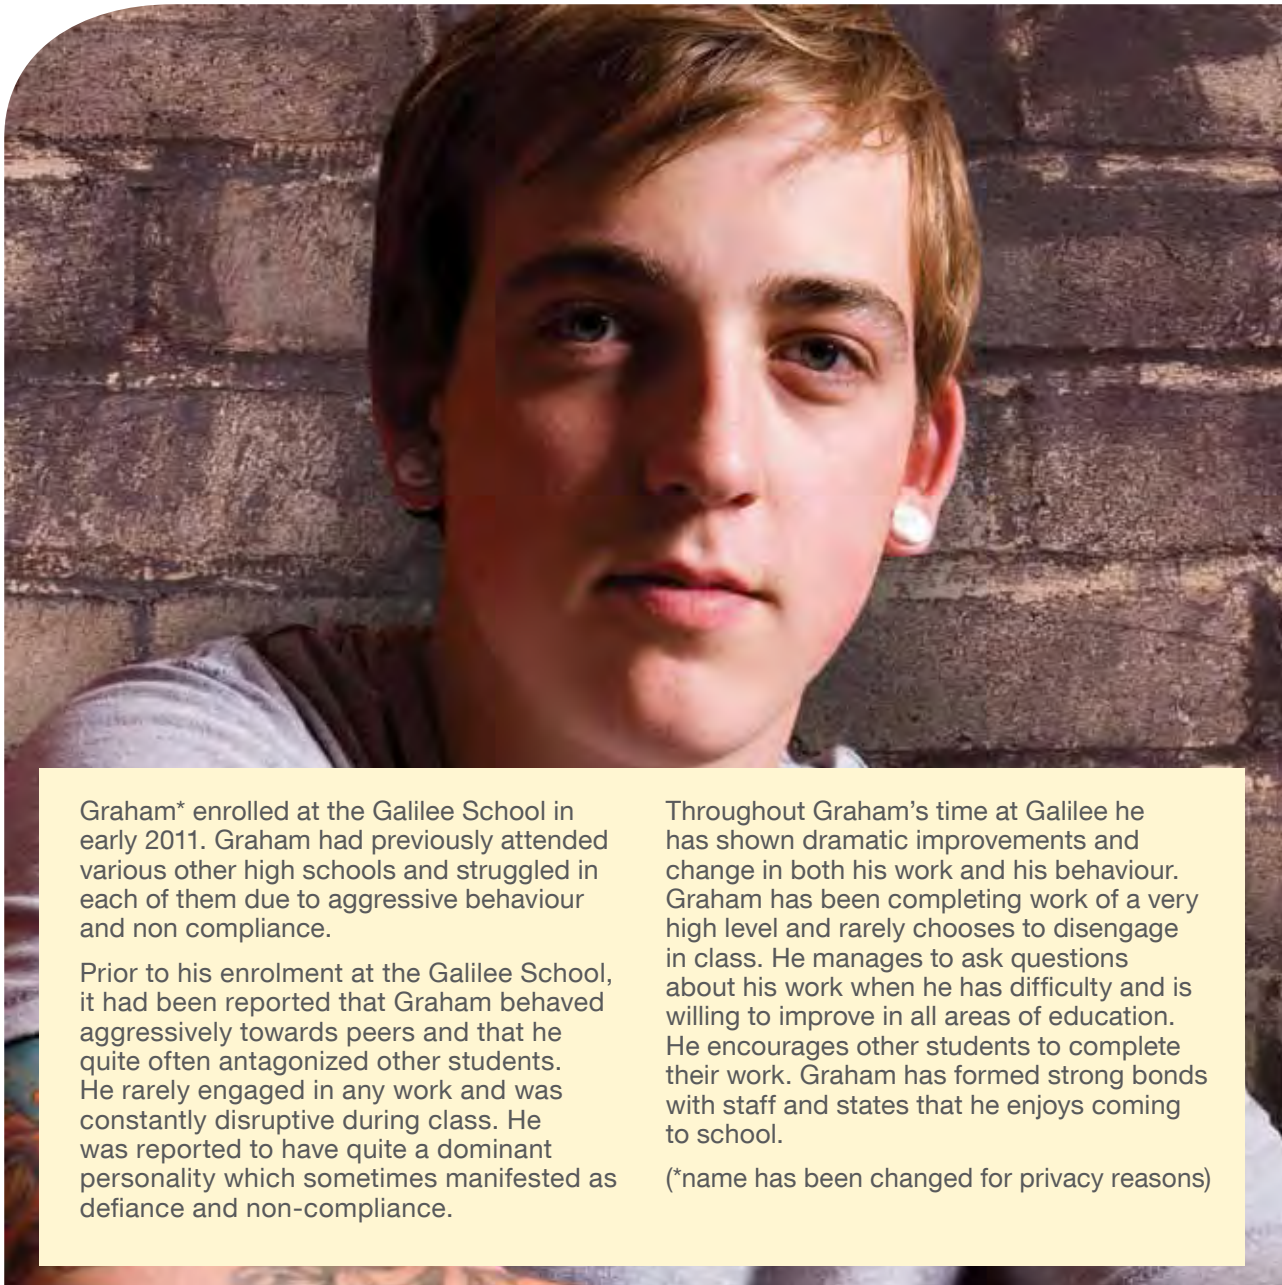 Graham* enrolled at the Galilee School in
early 2011. Graham had previously attended
various other high schools and struggled in
each of them due to aggressive behaviour
and non compliance.
Prior to his enrolment at the Galilee School,
it had been reported that Graham behaved
aggressively towards peers and that he
quite often antagonized other students.
He rarely engaged in any work and was
constantly disruptive during class. He
was reported to have quite a dominant
personality which sometimes manifested as
defiance and non-compliance.
Throughout Graham’s time at Galilee he
has shown dramatic improvements and
change in both his work and his behaviour.
Graham has been completing work of a very
high level and rarely chooses to disengage
in class. He manages to ask questions
about his work when he has difficulty and is
willing to improve in all areas of education.
He encourages other students to complete
their work. Graham has formed strong bonds
with staff and states that he enjoys coming
to school.
(*name has been changed for privacy reasons)